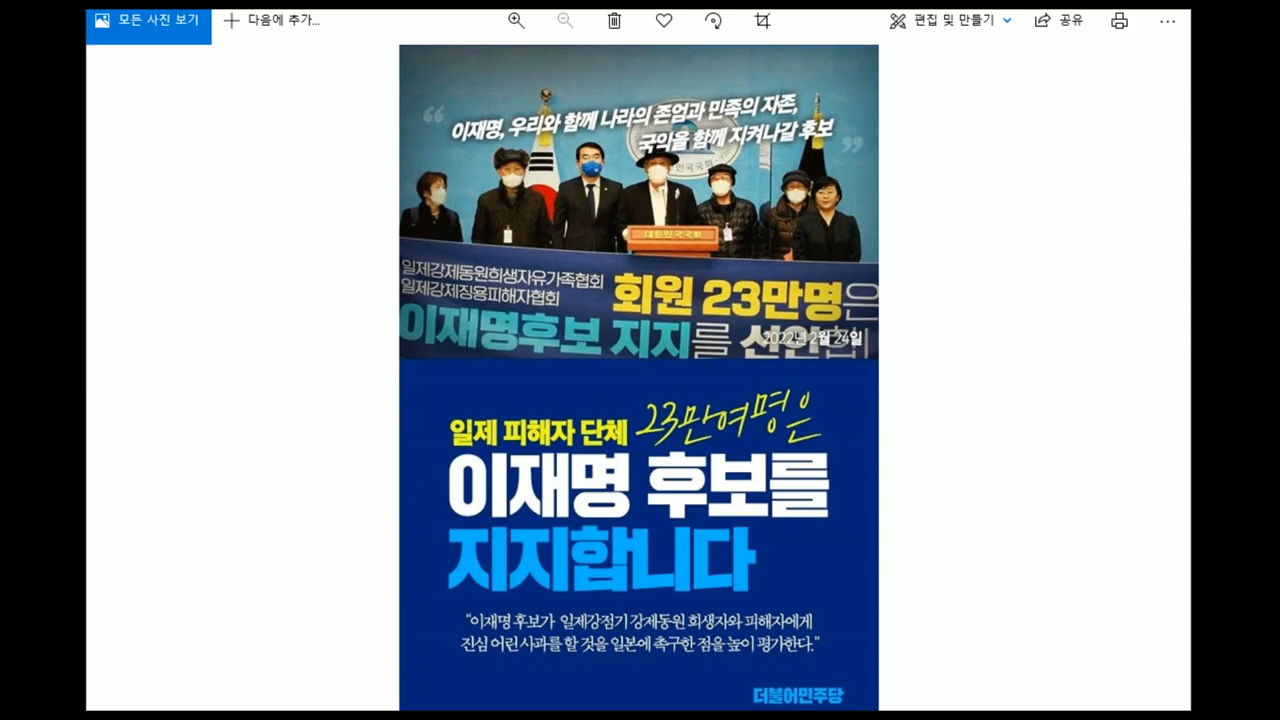 모든 사진 보기
다음에 추가...
편집 및 만들기
공유
“이재명, 우리와 함께 나라의 존엄과 민족의 자존,
국익을 함께 지켜나갈 후보”
대한민국국회
일제강제동원희생자유가족협회
일제강제징용피해자협회
회원 23만명은
이재명후보 지지를
2022년 2월 24일
일제 피해자 단체 23만여명은
이재명 후보를
지지합니다
“이재명 후보가 일제강점기 강제동원 희생자와 피해자에게
진심 어린 사과를 할 것을 일본에 촉구한 점을 높이 평가한다.”
더불어민주당